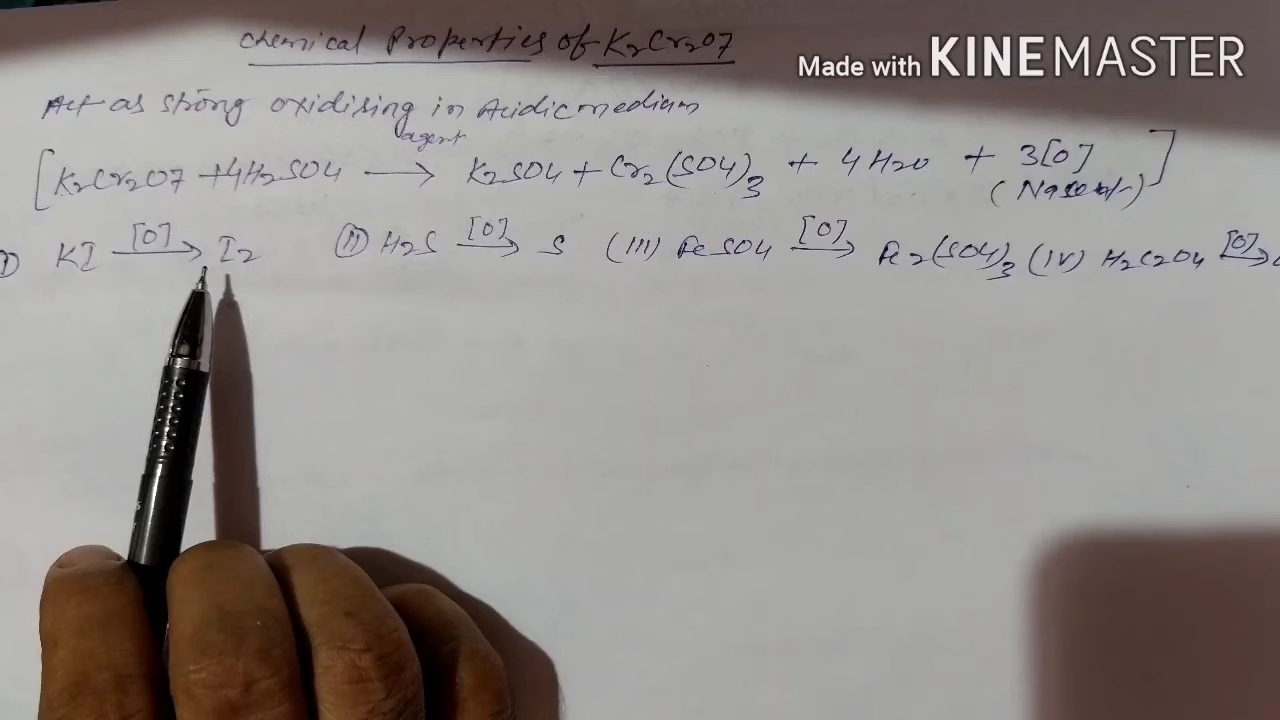 chemical Properties of K2Cr2O7
Made with KINEMASTER
Act as strong oxidising in Acidic medium
agent
[K2Cr2O7 + 4H2SO4 → K2SO4 + Cr2(SO4)3 + 4H2O + 3[O]]
I) KI [O]→ I2 (II) H2S [O]→ S (III) FeSO4 [O]→ Fe2(SO4)3 (IV) H2C2O4 [O]→